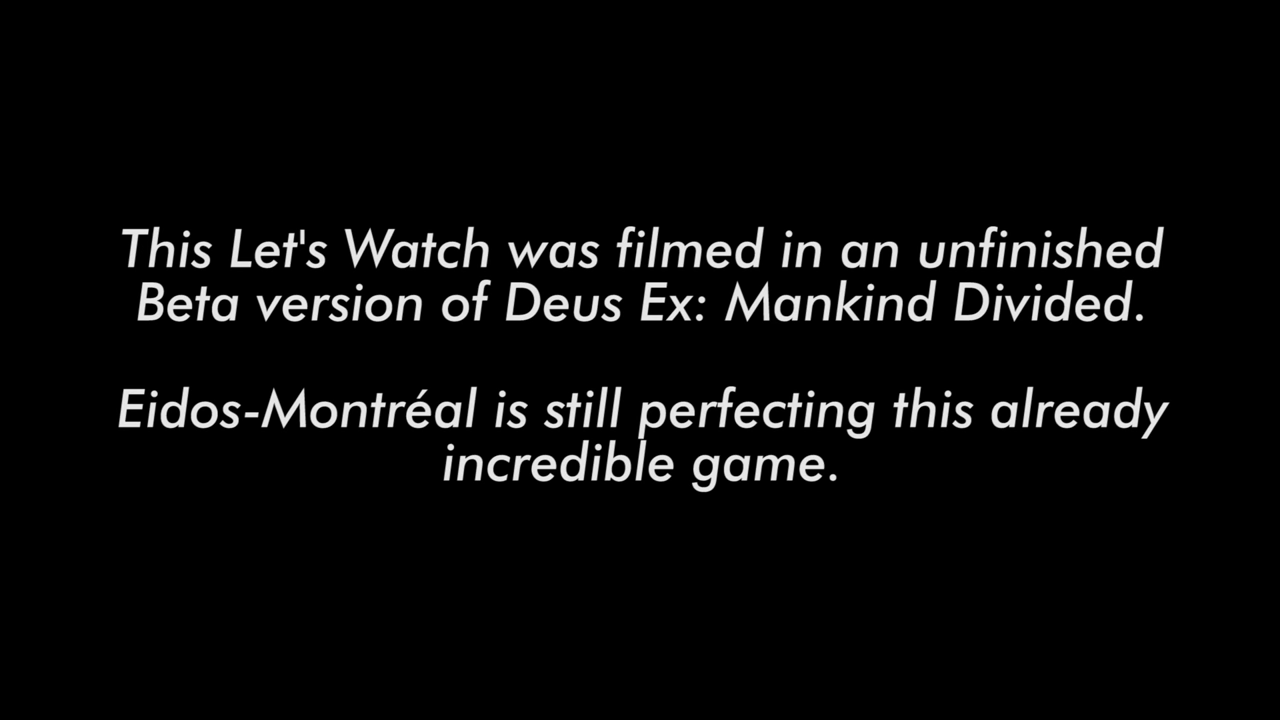 This Let's Watch was filmed in an unfinished
Beta version of Deus Ex: Mankind Divided.
Eidos-Montréal is still perfecting this already
incredible game.